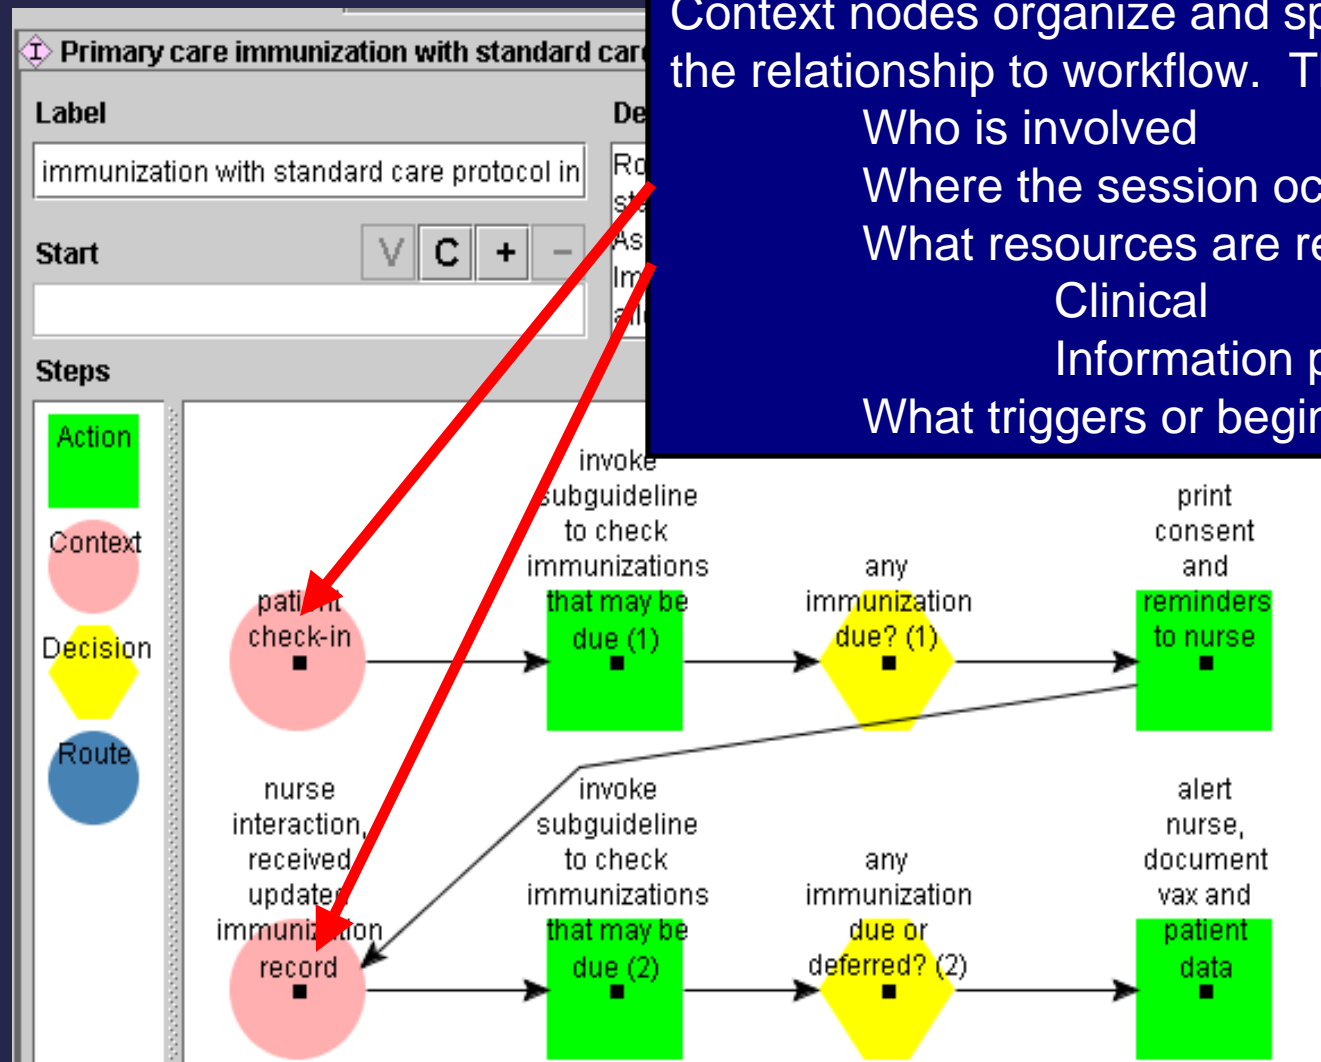 Context nodes organize and sp
the relationship to workflow. T
Who is involved
Where the session oc
What resources are re
Clinical
Information p
What triggers or begin
Primary care immunization with standard car
Label
De
immunization with standard care protocol in
Ro
sta
As
Im
all
Start
V C + −
Steps
Action
Context
Decision
Route
patient
check-in
invoke
subguideline
to check
immunizations
that may be
due (1)
any
immunization
due? (1)
print
consent
and
reminders
to nurse
nurse
interaction,
received
updated
immunization
record
invoke
subguideline
to check
immunizations
that may be
due (2)
any
immunization
due or
deferred? (2)
alert
nurse,
document
vax and
patient
data